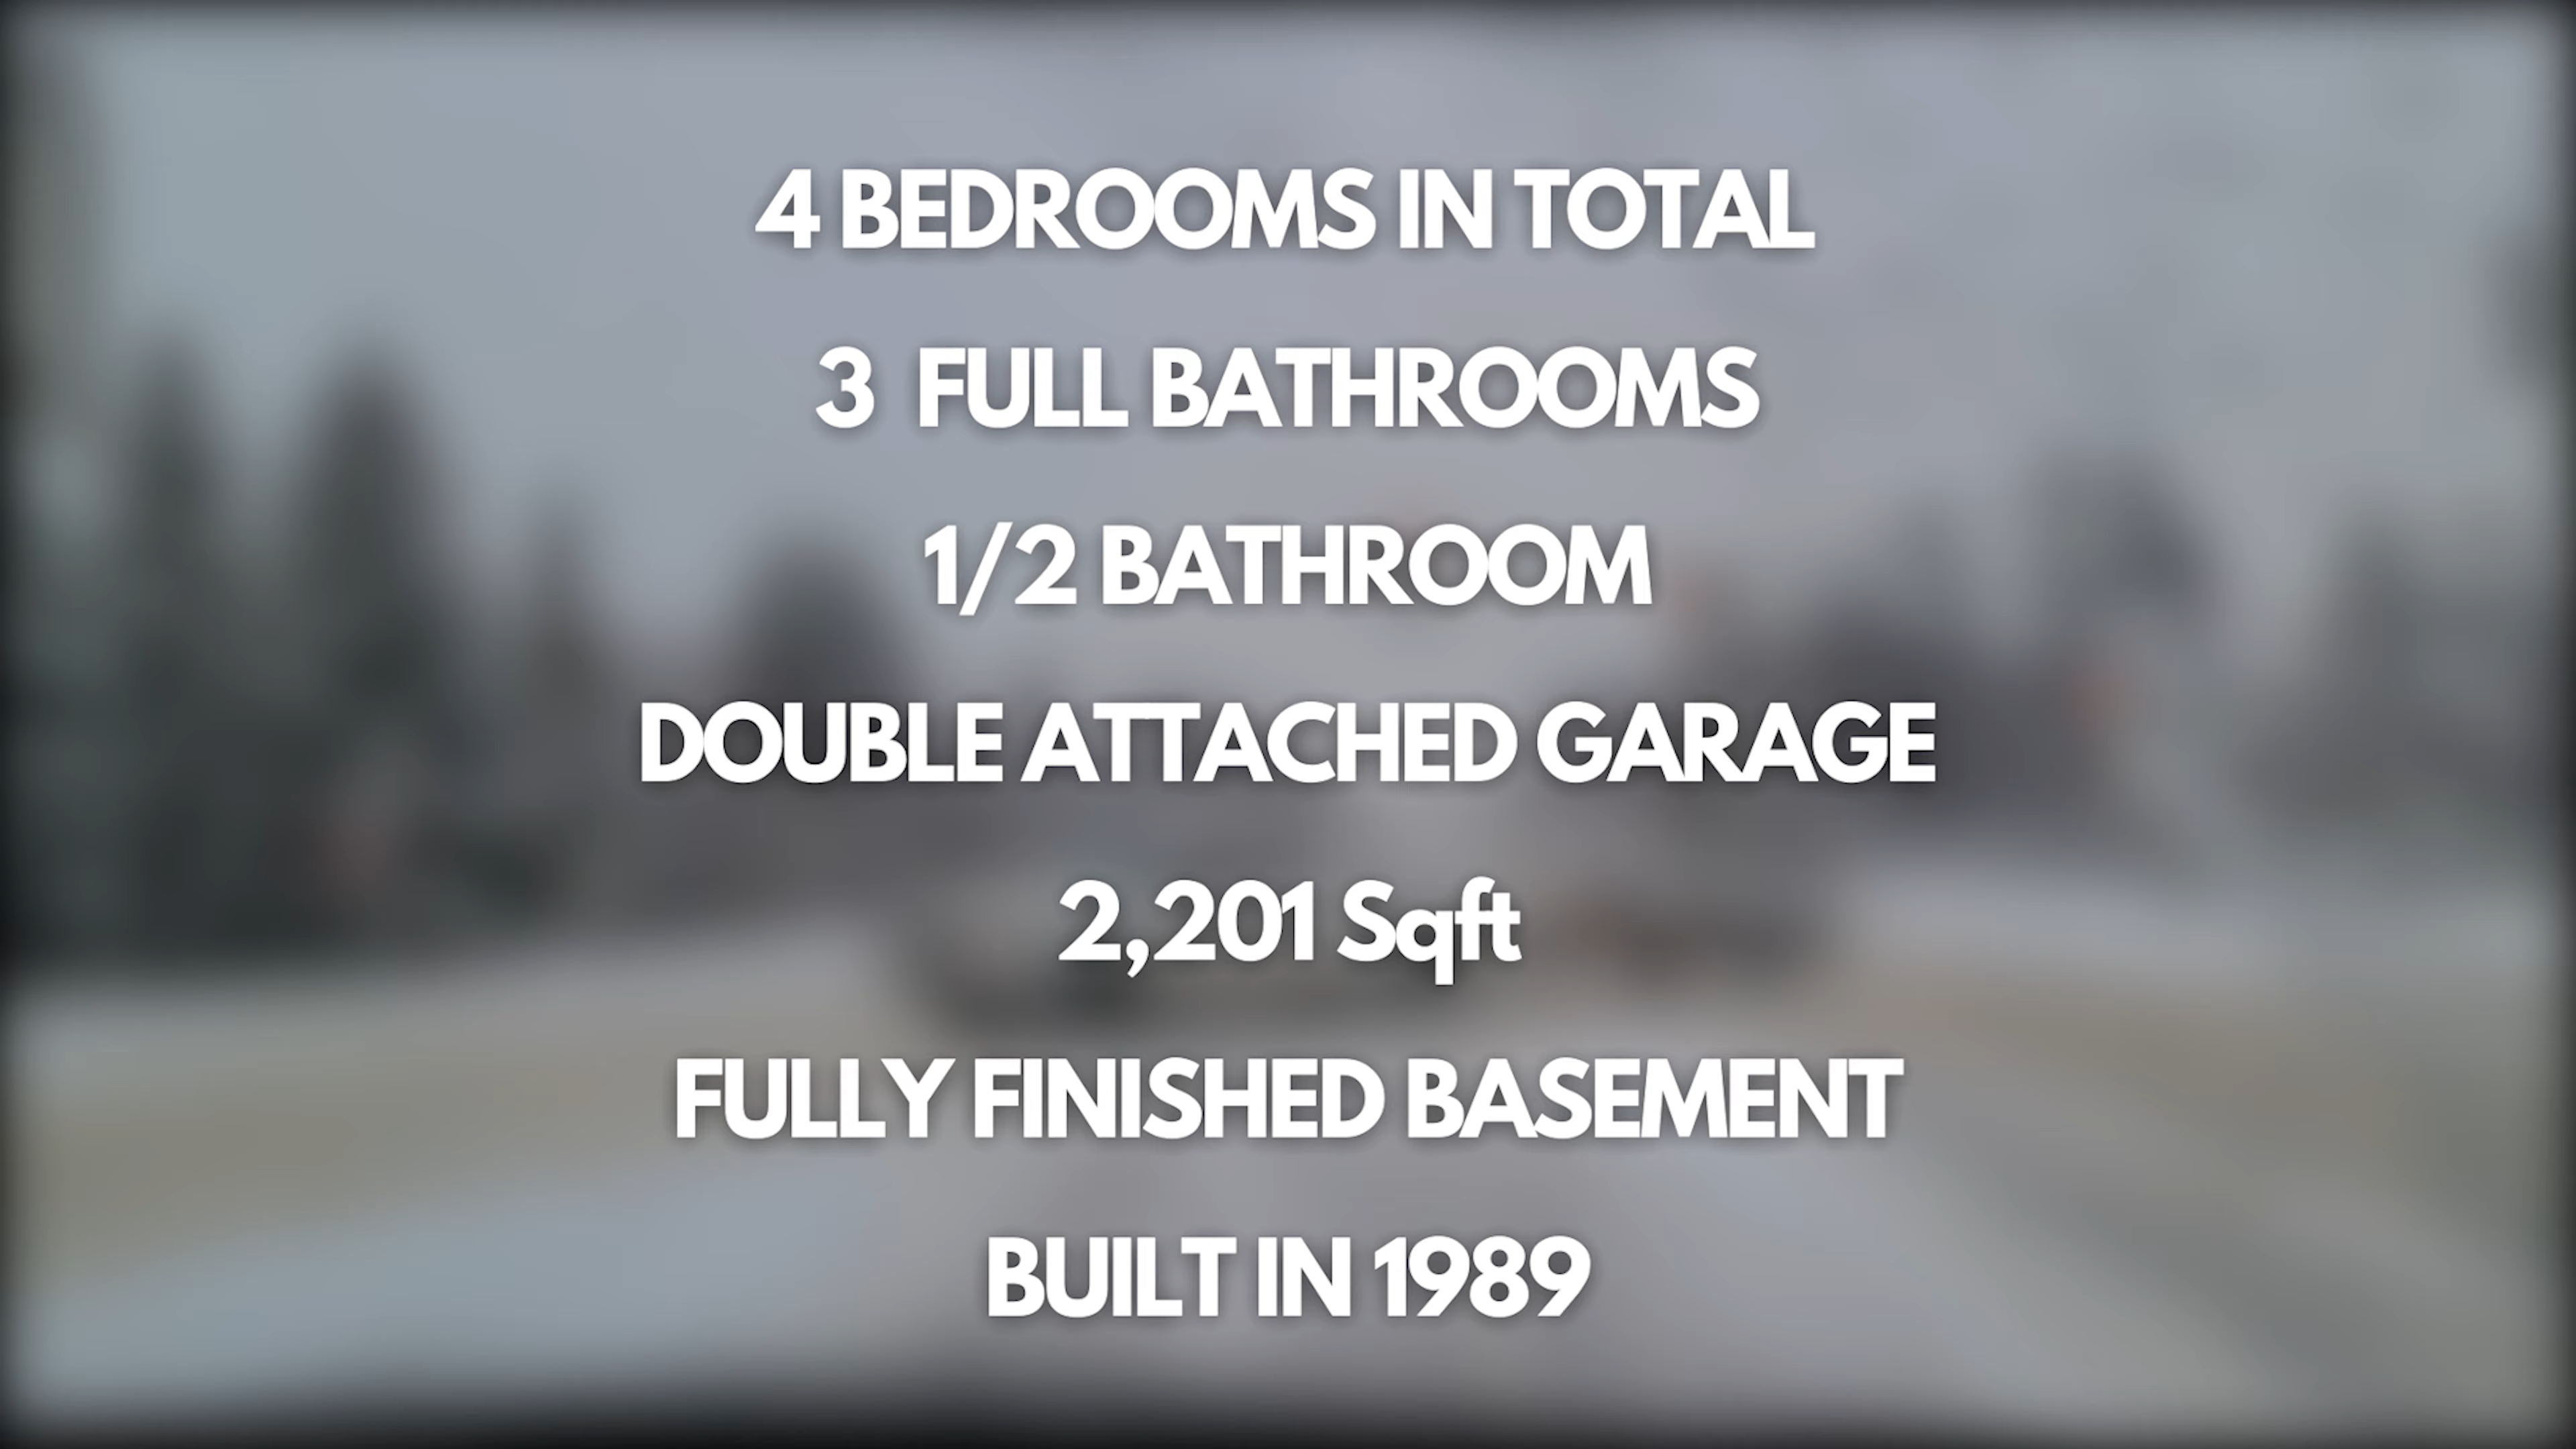 4 BEDROOMS IN TOTAL
3 FULL BATHROOMS
1/2 BATHROOM
DOUBLE ATTACHED GARAGE
2,201 Sqft
FULLY FINISHED BASEMENT
BUILT IN 1989